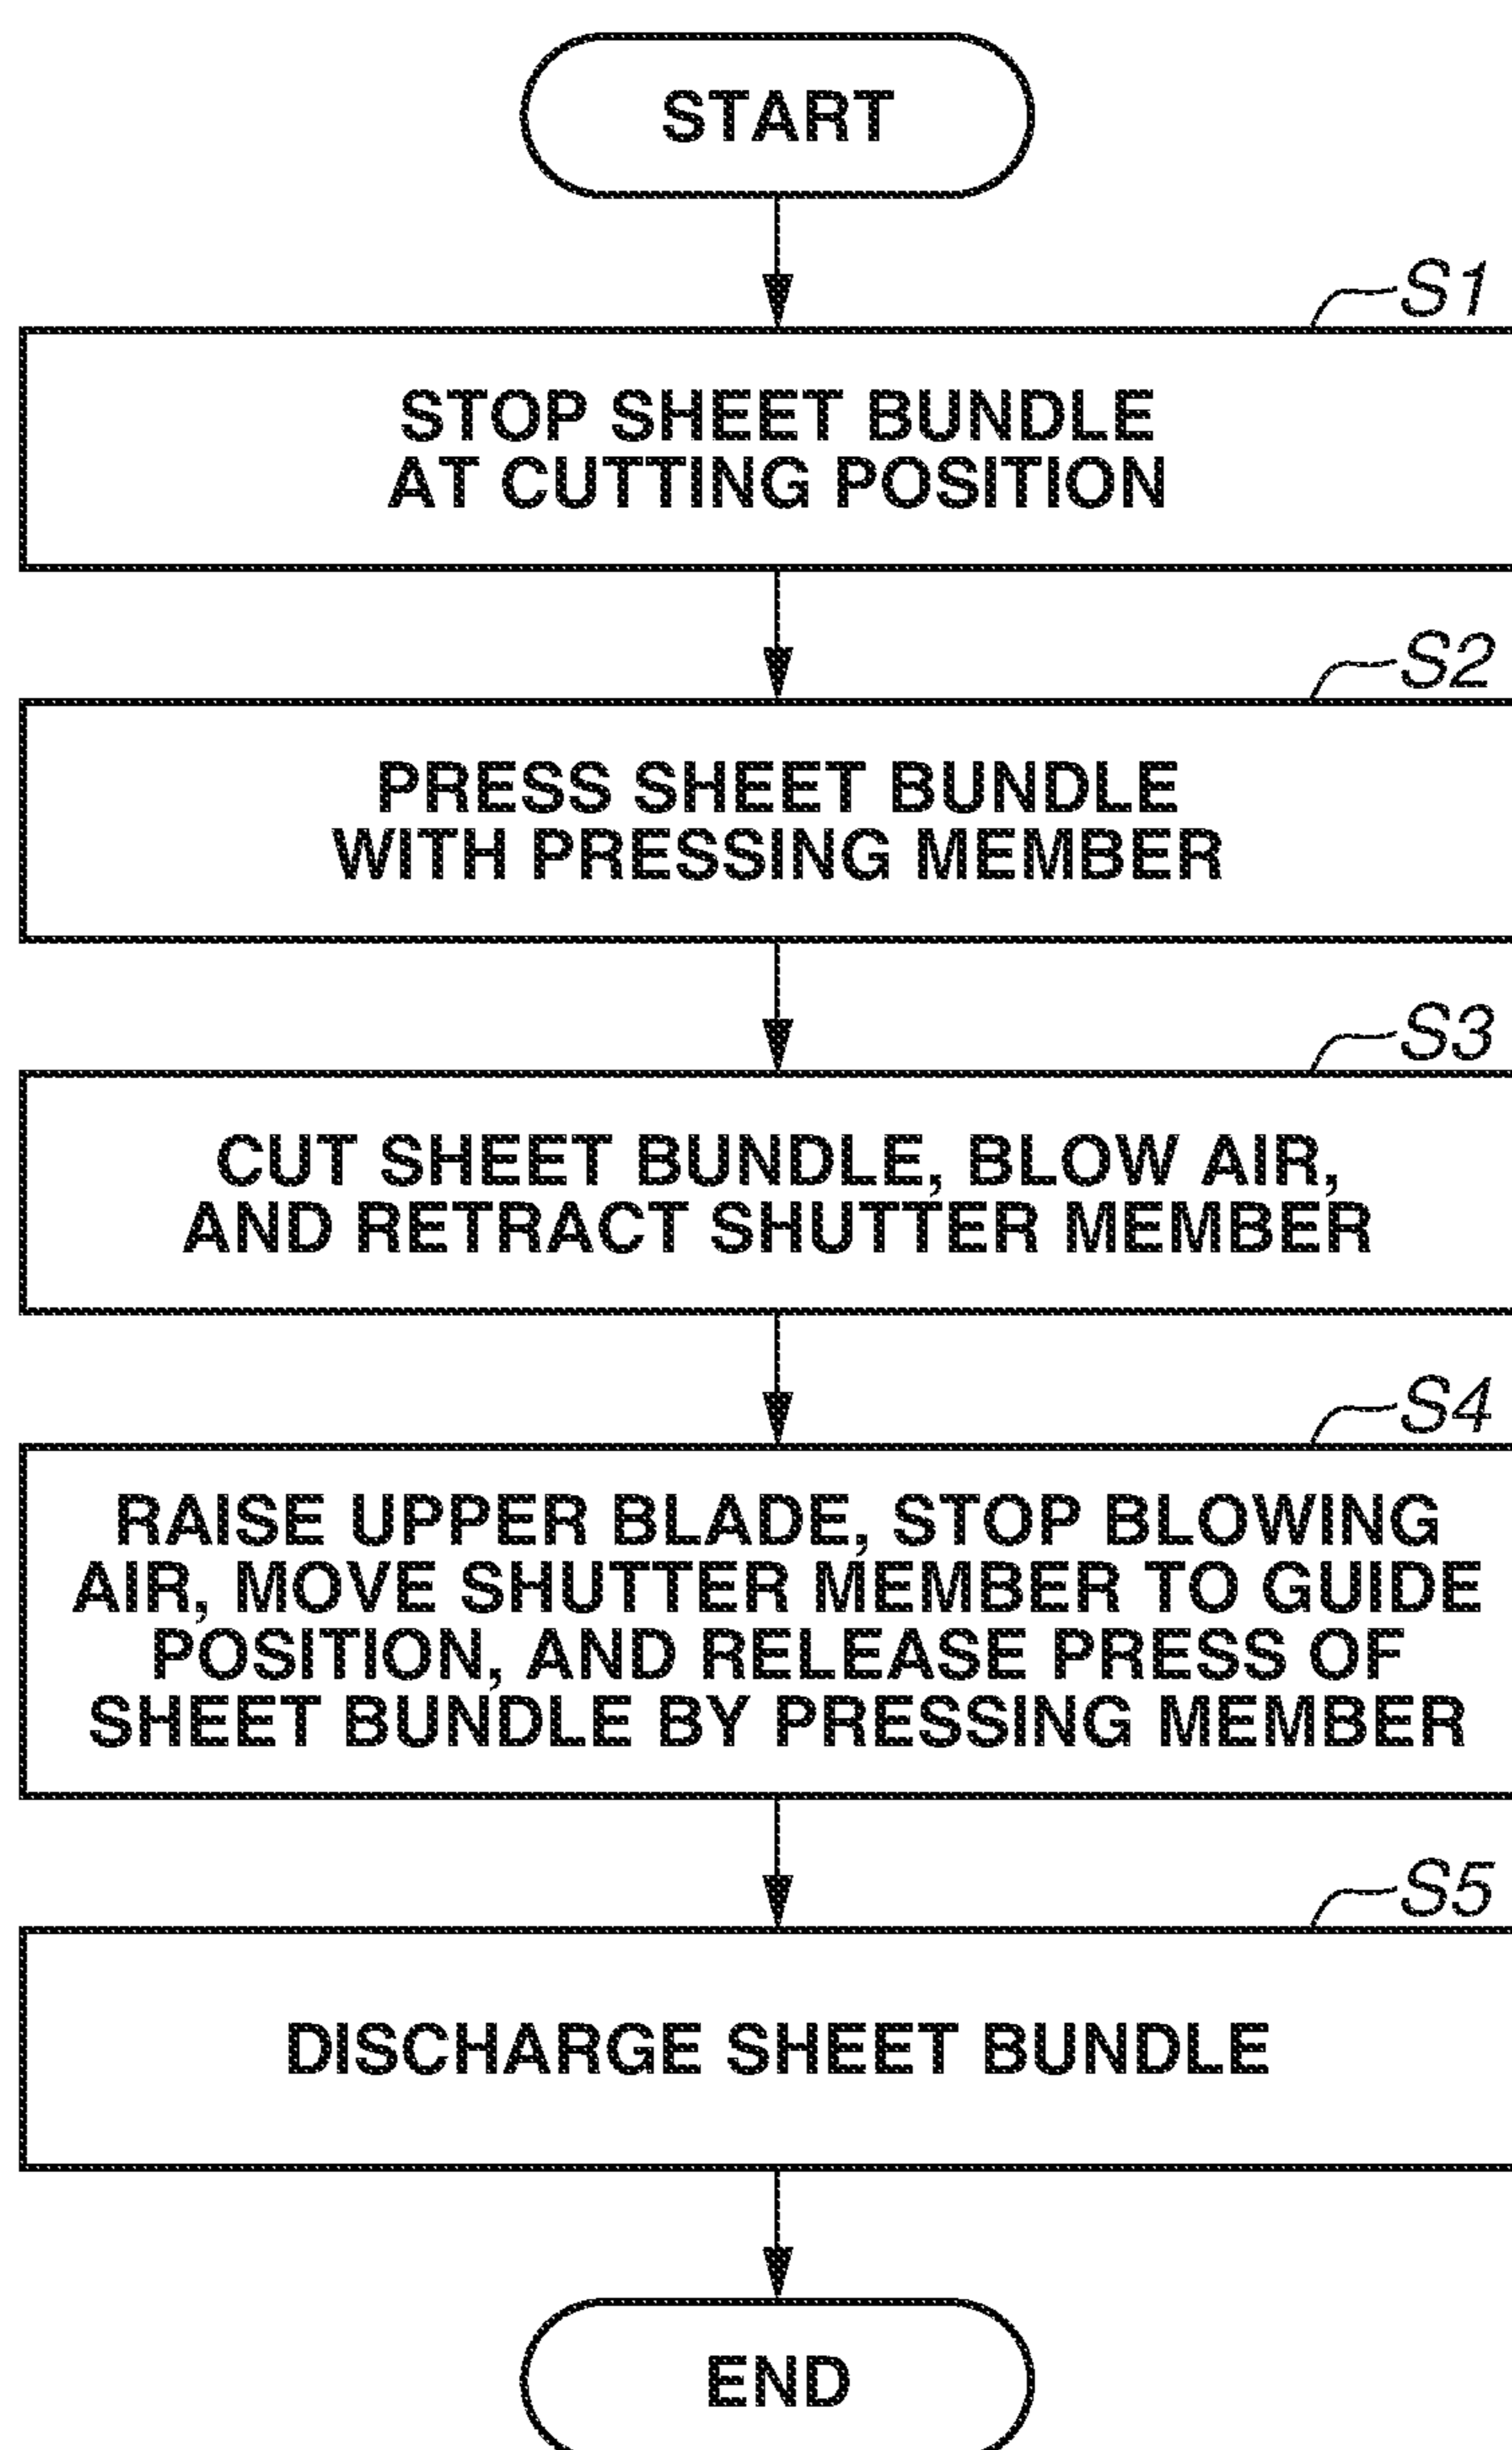 START
S1
STOP SHEET BUNDLE
AT CUTTING POSITION
S2
PRESS SHEET BUNDLE
WITH PRESSING MEMBER
S3
CUT SHEET BUNDLE, BLOW AIR,
AND RETRACT SHUTTER MEMBER
S4
RAISE UPPER BLADE, STOP BLOWING
AIR, MOVE SHUTTER MEMBER TO GUIDE
POSITION, AND RELEASE PRESS OF
SHEET BUNDLE BY PRESSING MEMBER
S5
DISCHARGE SHEET BUNDLE
END